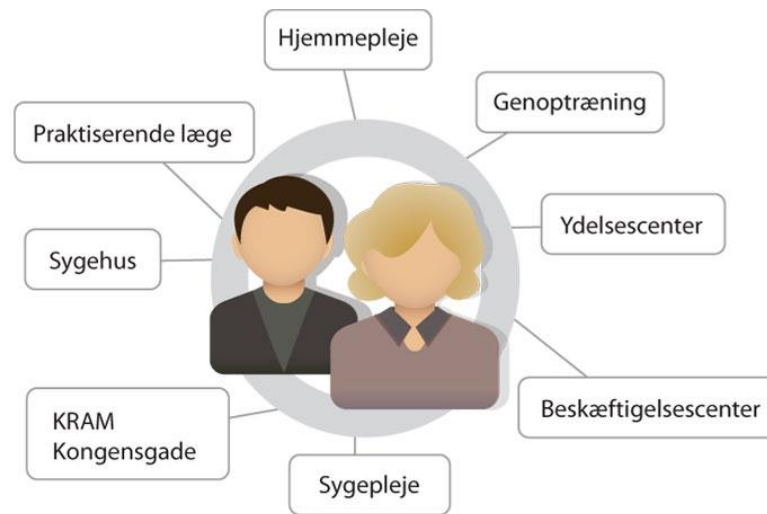 Hjemmepleje
Genoptræning
Praktiserende læge
Ydelsescenter
Sygehus
Beskæftigelsescenter
KRAM
Kongensgade
Sygepleje